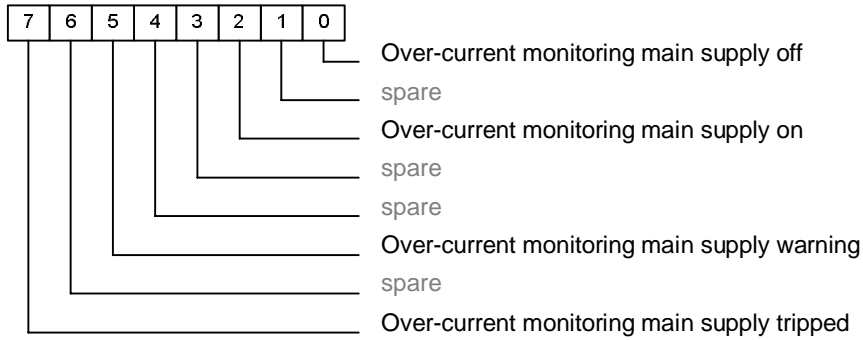 7 6 5 4 3 2 1 0
Over-current monitoring main supply off
spare
Over-current monitoring main supply on
spare
spare
Over-current monitoring main supply warning
spare
Over-current monitoring main supply tripped